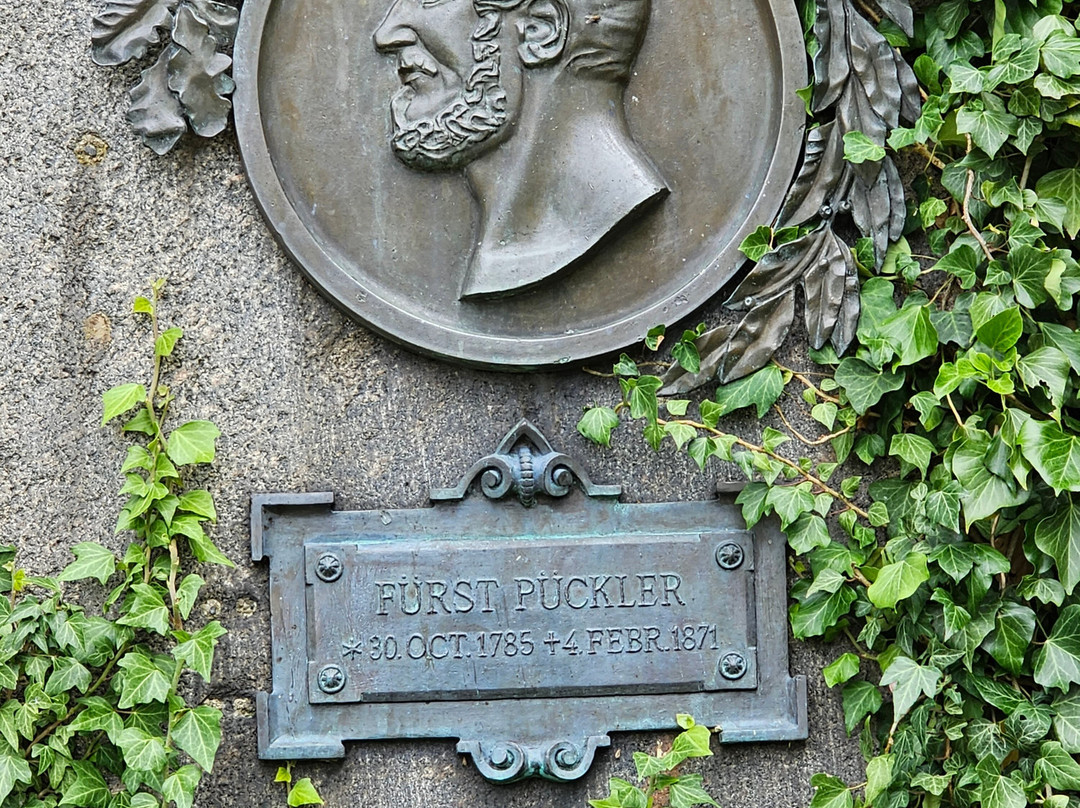 FÜRST PÜCKLER
*30.OCT.1785 +4.FEBR.1871